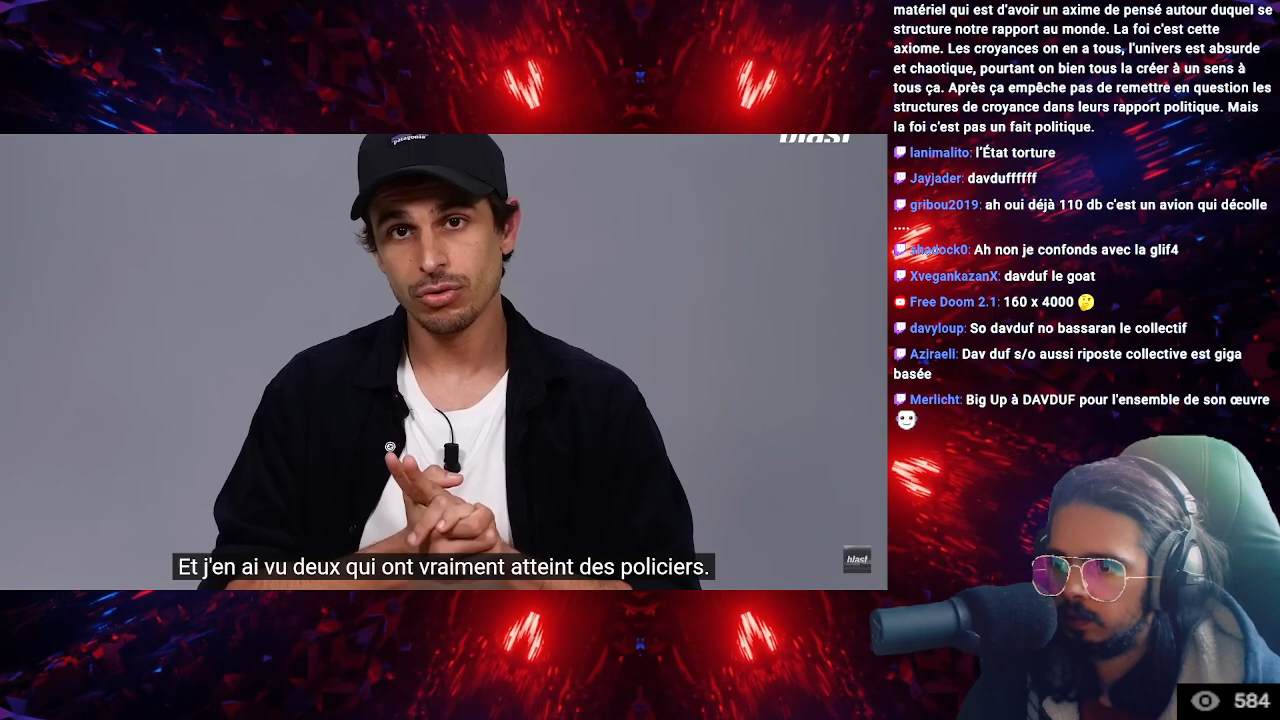 matériel qui est d'avoir un axime de pensé autour duquel se
structure notre rapport au monde. La foi c'est cette
axiome. Les croyances on en a tous, l'univers est absurde
et chaotique, pourtant on bien tous la créer à un sens à
tous ça. Après ça empêche pas de remettre en question les
structures de croyance dans leurs rapport politique. Mais
la foi c'est pas un fait politique.
lanimalito: l'État torture
Jayjader: davduffffff
gribou2019: ah oui déjà 110 db c'est un avion qui décolle
....
shadock0: Ah non je confonds avec la glif4
XvegankazanX: davduf le goat
Free Doom 2.1: 160 x 4000 🤔
davyloup: So davduf no bassaran le collectif
Aziraeli: Dav duf s/o aussi riposte collective est giga
basée
Merlicht: Big Up à DAVDUF pour l'ensemble de son œuvre
patagonia
blast
Et j'en ai vu deux qui ont vraiment atteint des policiers.
blast
584